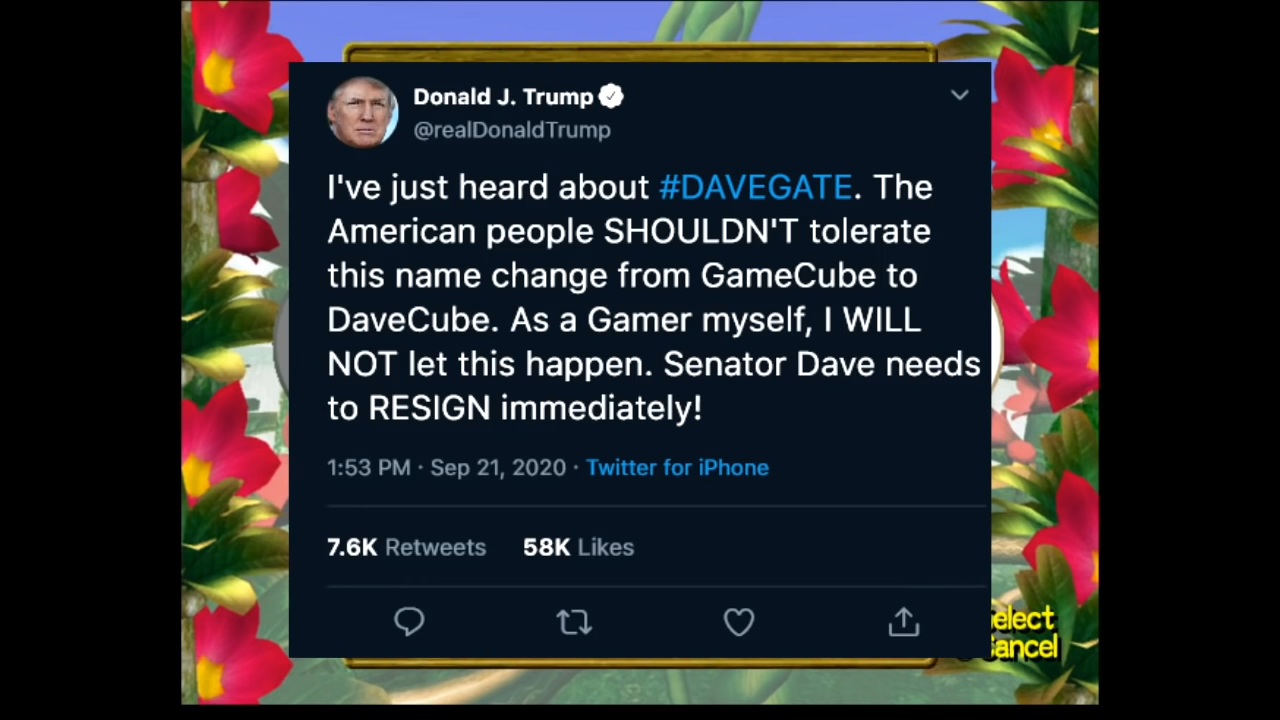 Donald J. Trump
@realDonaldTrump
I've just heard about #DAVEGATE. The
American people SHOULDN'T tolerate
this name change from GameCube to
DaveCube. As a Gamer myself, I WILL
NOT let this happen. Senator Dave needs
to RESIGN immediately!
1:53 PM · Sep 21, 2020 · Twitter for iPhone
7.6K Retweets 58K Likes
elect
ancel